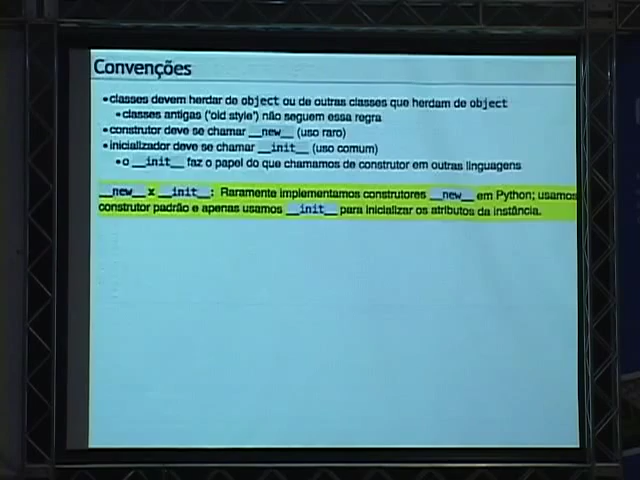 Convenções
• classes devem herdar de object ou de outras classes que herdam de object
• classes antigas ('old style') não seguem essa regra
• construtor deve se chamar __new__ (uso raro)
• inicializador deve se chamar __init__ (uso comum)
• o __init__ faz o papel do que chamamos de construtor em outras linguagens
__new__ x __init__: Raramente implementamos construtores __new__ em Python; usamos
construtor padrão e apenas usamos __init__ para inicializar os atributos da instância.